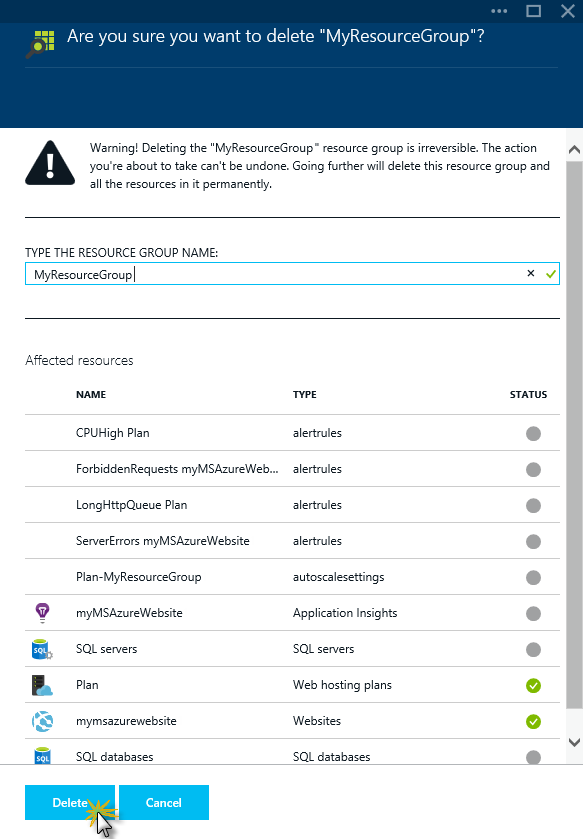 Are you sure you want to delete "MyResourceGroup"?
Warning! Deleting the "MyResourceGroup" resource group is irreversible. The action
you're about to take can't be undone. Going further will delete this resource group and
all the resources in it permanently.
TYPE THE RESOURCE GROUP NAME:
MyResourceGroup
Affected resources
NAME TYPE STATUS
CPUHigh Plan alertrules
ForbiddenRequests myMSAzureWeb... alertrules
LongHttpQueue Plan alertrules
ServerErrors myMSAzureWebsite alertrules
Plan-MyResourceGroup autoscalesettings
myMSAzureWebsite Application Insights
SQL SQL servers SQL servers
Plan Web hosting plans
mymsazurewebsite Websites
SQL SQL databases SQL databases
Delete Cancel